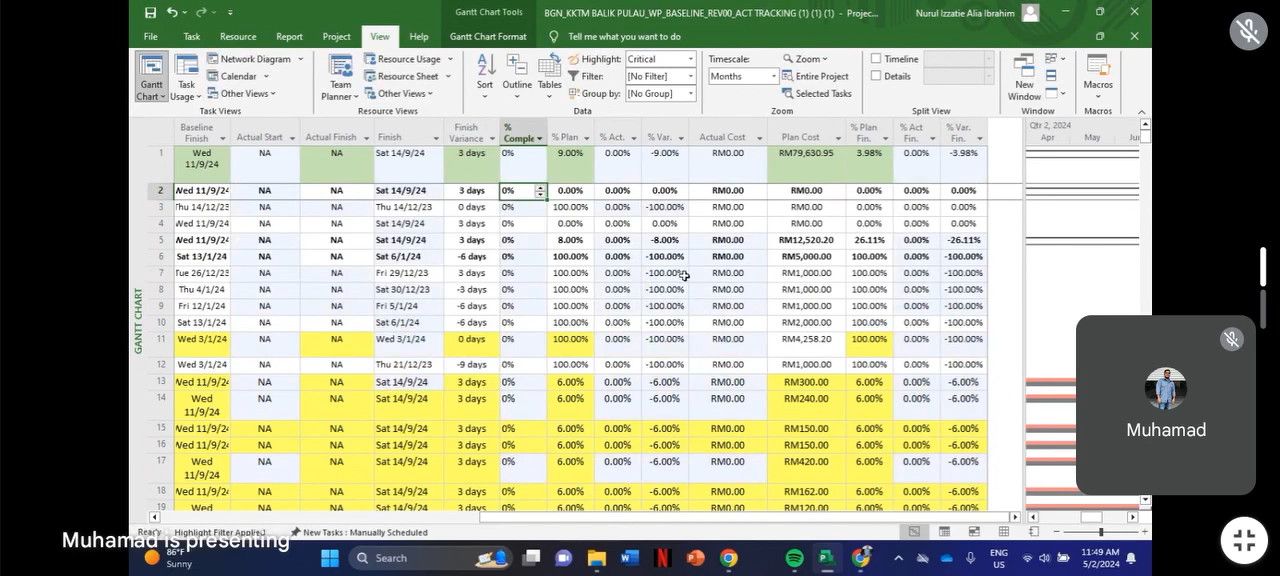 Gantt Chart Tools
BGN_KKTM BALIK PULAU_WP_BASELINE_REV00_ACT TRACKING (1) (1) (1) - Projec...
Nurul Izzatie Alia Ibrahim
File Task Resource Report Project View Help Gantt Chart Format Tell me what you want to do
Gantt Chart
Task Usage
Network Diagram
Calendar
Other Views
Task Views
Team Planner
Resource Usage
Resource Sheet
Other Views
Resource Views
Sort
Outline
Tables
Highlight: Critical
Filter: [No Filter]
Group by: [No Group]
Data
Timescale:
Months
Zoom
Entire Project
Selected Tasks
Zoom
Timeline
Details
Split View
New Window
Window
Macros
Macros
Baseline Finish Actual Start Actual Finish Finish Finish Variance % Comple % Plan % Act. % Var. Actual Cost Plan Cost % Plan Fin. % Act Fin. % Var. Fin.
Qtr 2, 2024
Apr May Ju
1 Wed 11/9/24 NA NA Sat 14/9/24 3 days 0% 9.00% 0.00% -9.00% RM0.00 RM79,630.95 3.98% 0.00% -3.98%
2 Wed 11/9/24 NA NA Sat 14/9/24 3 days 0% 0.00% 0.00% 0.00% RM0.00 RM0.00 0.00% 0.00% 0.00%
3 Thu 14/12/23 NA NA Thu 14/12/23 0 days 0% 100.00% 0.00% -100.00% RM0.00 RM0.00 0.00% 0.00% 0.00%
4 Wed 11/9/24 NA NA Sat 14/9/24 3 days 0% 0.00% 0.00% 0.00% RM0.00 RM0.00 0.00% 0.00% 0.00%
5 Wed 11/9/24 NA NA Sat 14/9/24 3 days 0% 8.00% 0.00% -8.00% RM0.00 RM12,520.20 26.11% 0.00% -26.11%
6 Sat 13/1/24 NA NA Sat 6/1/24 -6 days 0% 100.00% 0.00% -100.00% RM0.00 RM5,000.00 100.00% 0.00% -100.00%
7 Tue 26/12/23 NA NA Fri 29/12/23 3 days 0% 100.00% 0.00% -100.00% RM0.00 RM1,000.00 100.00% 0.00% -100.00%
8 Thu 4/1/24 NA NA Sat 30/12/23 -3 days 0% 100.00% 0.00% -100.00% RM0.00 RM1,000.00 100.00% 0.00% -100.00%
9 Fri 12/1/24 NA NA Fri 5/1/24 -6 days 0% 100.00% 0.00% -100.00% RM0.00 RM1,000.00 100.00% 0.00% -100.00%
10 Sat 13/1/24 NA NA Sat 6/1/24 -6 days 0% 100.00% 0.00% -100.00% RM0.00 RM2,000.00 100.00% 0.00% -100.00%
11 Wed 3/1/24 NA NA Wed 3/1/24 0 days 0% 100.00% 0.00% -100.00% RM0.00 RM4,258.20 100.00% 0.00% -100.00%
12 Wed 3/1/24 NA NA Thu 21/12/23 -9 days 0% 100.00% 0.00% -100.00% RM0.00 RM1,000.00 100.00% 0.00% -100.00%
13 Wed 11/9/24 NA NA Sat 14/9/24 3 days 0% 6.00% 0.00% -6.00% RM0.00 RM300.00 6.00% 0.00% -6.00%
14 Wed 11/9/24 NA NA Sat 14/9/24 3 days 0% 6.00% 0.00% -6.00% RM0.00 RM240.00 6.00% 0.00% -6.00%
15 Wed 11/9/24 NA NA Sat 14/9/24 3 days 0% 6.00% 0.00% -6.00% RM0.00 RM150.00 6.00% 0.00% -6.00%
16 Wed 11/9/24 NA NA Sat 14/9/24 3 days 0% 6.00% 0.00% -6.00% RM0.00 RM150.00 6.00% 0.00% -6.00%
17 Wed 11/9/24 NA NA Sat 14/9/24 3 days 0% 6.00% 0.00% -6.00% RM0.00 RM420.00 6.00% 0.00% -6.00%
18 Wed 11/9/24 NA NA Sat 14/9/24 3 days 0% 6.00% 0.00% -6.00% RM0.00 RM162.00 6.00% 0.00% -6.00%
19 Wed NA NA Sat 14/9/24 3 days 0% 6.00% 0.00% -6.00% RM0.00 RM120.00 6.00% 0.00% -6.00%
GANTT CHART
Muhamad
Ready Highlight Filter Applied New Tasks : Manually Scheduled
Muhamad is presenting
86°F
Sunny
Search
ENG
US
11:49 AM
5/2/2024